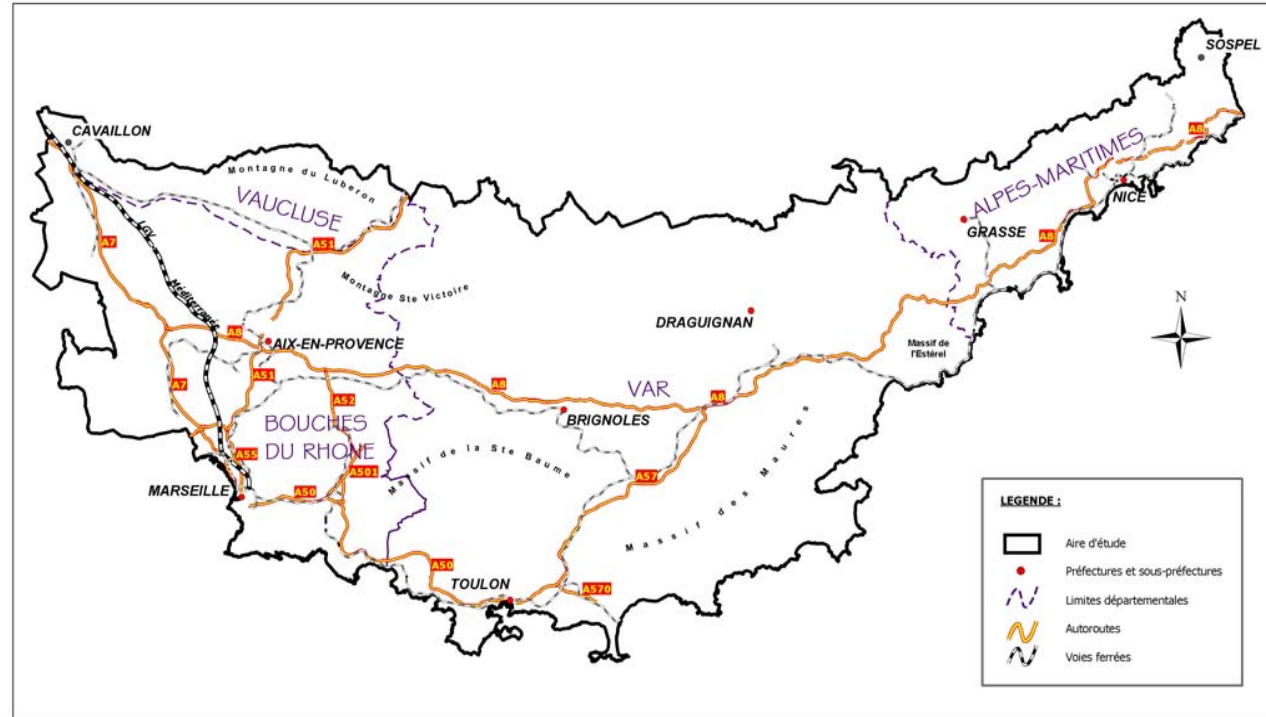 SOSPEL
CAVAILLON
A8
ALPES-MARITIMES
Montagne du Luberon
VAUCLUSE
NICE
GRASSE
A8
A7
LGV
Méditerranée
A51
Montagne Ste Victoire
N
DRAGUIGNAN
A8
AIX-EN-PROVENCE
Massif de
l'Estérel
A51
A7
A8
VAR
A8
A52
BRIGNOLES
BOUCHES
DU RHONE
A55
A501
Massif de la Ste Baume
A57
Massif des Maures
MARSEILLE
A50
A50
TOULON
A570
LEGENDE :
Aire d'étude
Préfectures et sous-préfectures
Limites départementales
Autoroutes
Voies ferrées